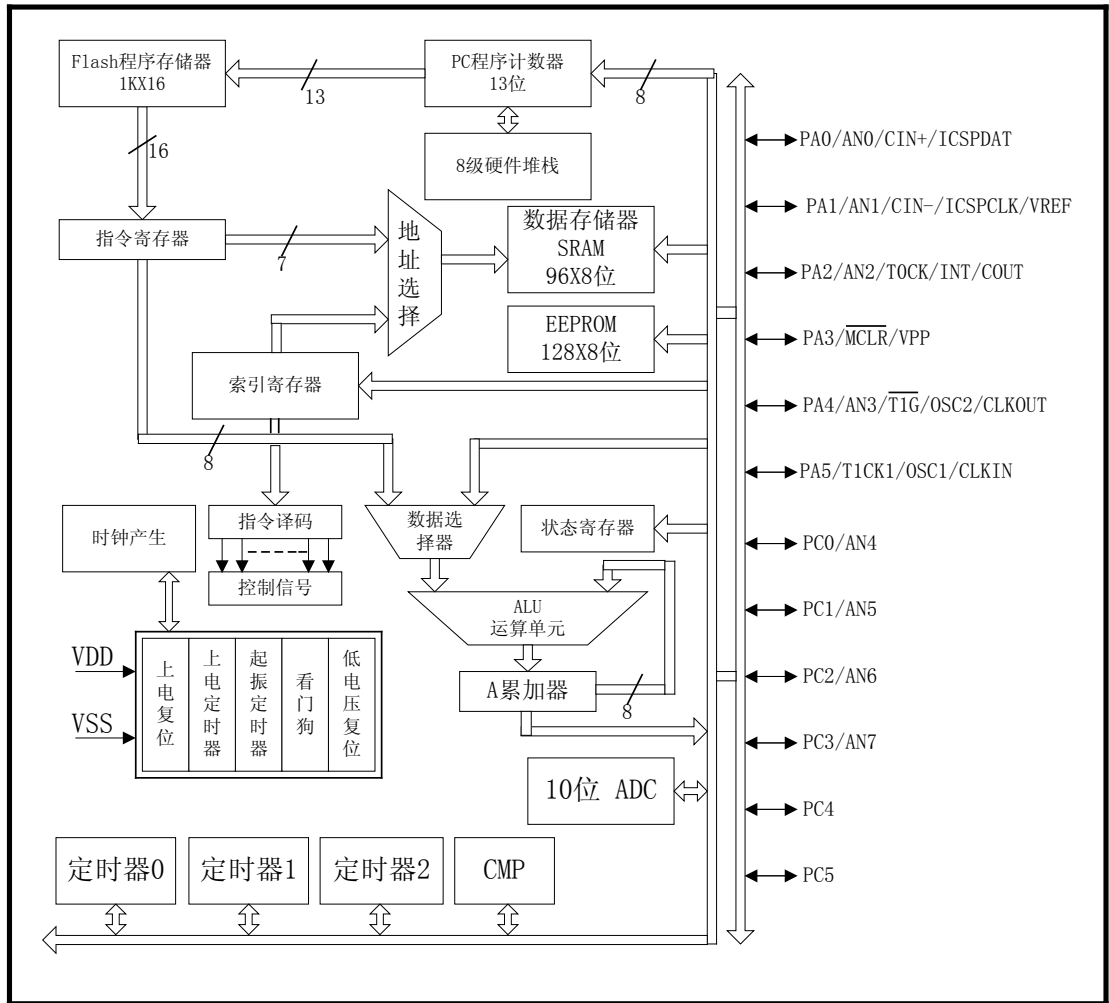 Flash程序存储器
1KX16
PC程序计数器
13位
13
8
16
8级硬件堆栈
PA0/AN0/CIN+/ICSPDAT
PA1/AN1/CIN-/ICSPCLK/VREF
PA2/AN2/T0CK/INT/COUT
PA3/MCLR/VPP
PA4/AN3/T1G/OSC2/CLKOUT
PA5/T1CK1/OSC1/CLKIN
PC0/AN4
PC1/AN5
PC2/AN6
PC3/AN7
PC4
PC5
指令寄存器
7
地址选择
数据存储器
SRAM
96X8位
EEPROM
128X8位
索引寄存器
8
时钟产生
指令译码
控制信号
数据选
择器
状态寄存器
ALU
运算单元
A累加器
8
VDD
VSS
上电复位
上电定时器
起振定时器
看门狗
低电压复位
10位 ADC
定时器0
定时器1
定时器2
CMP